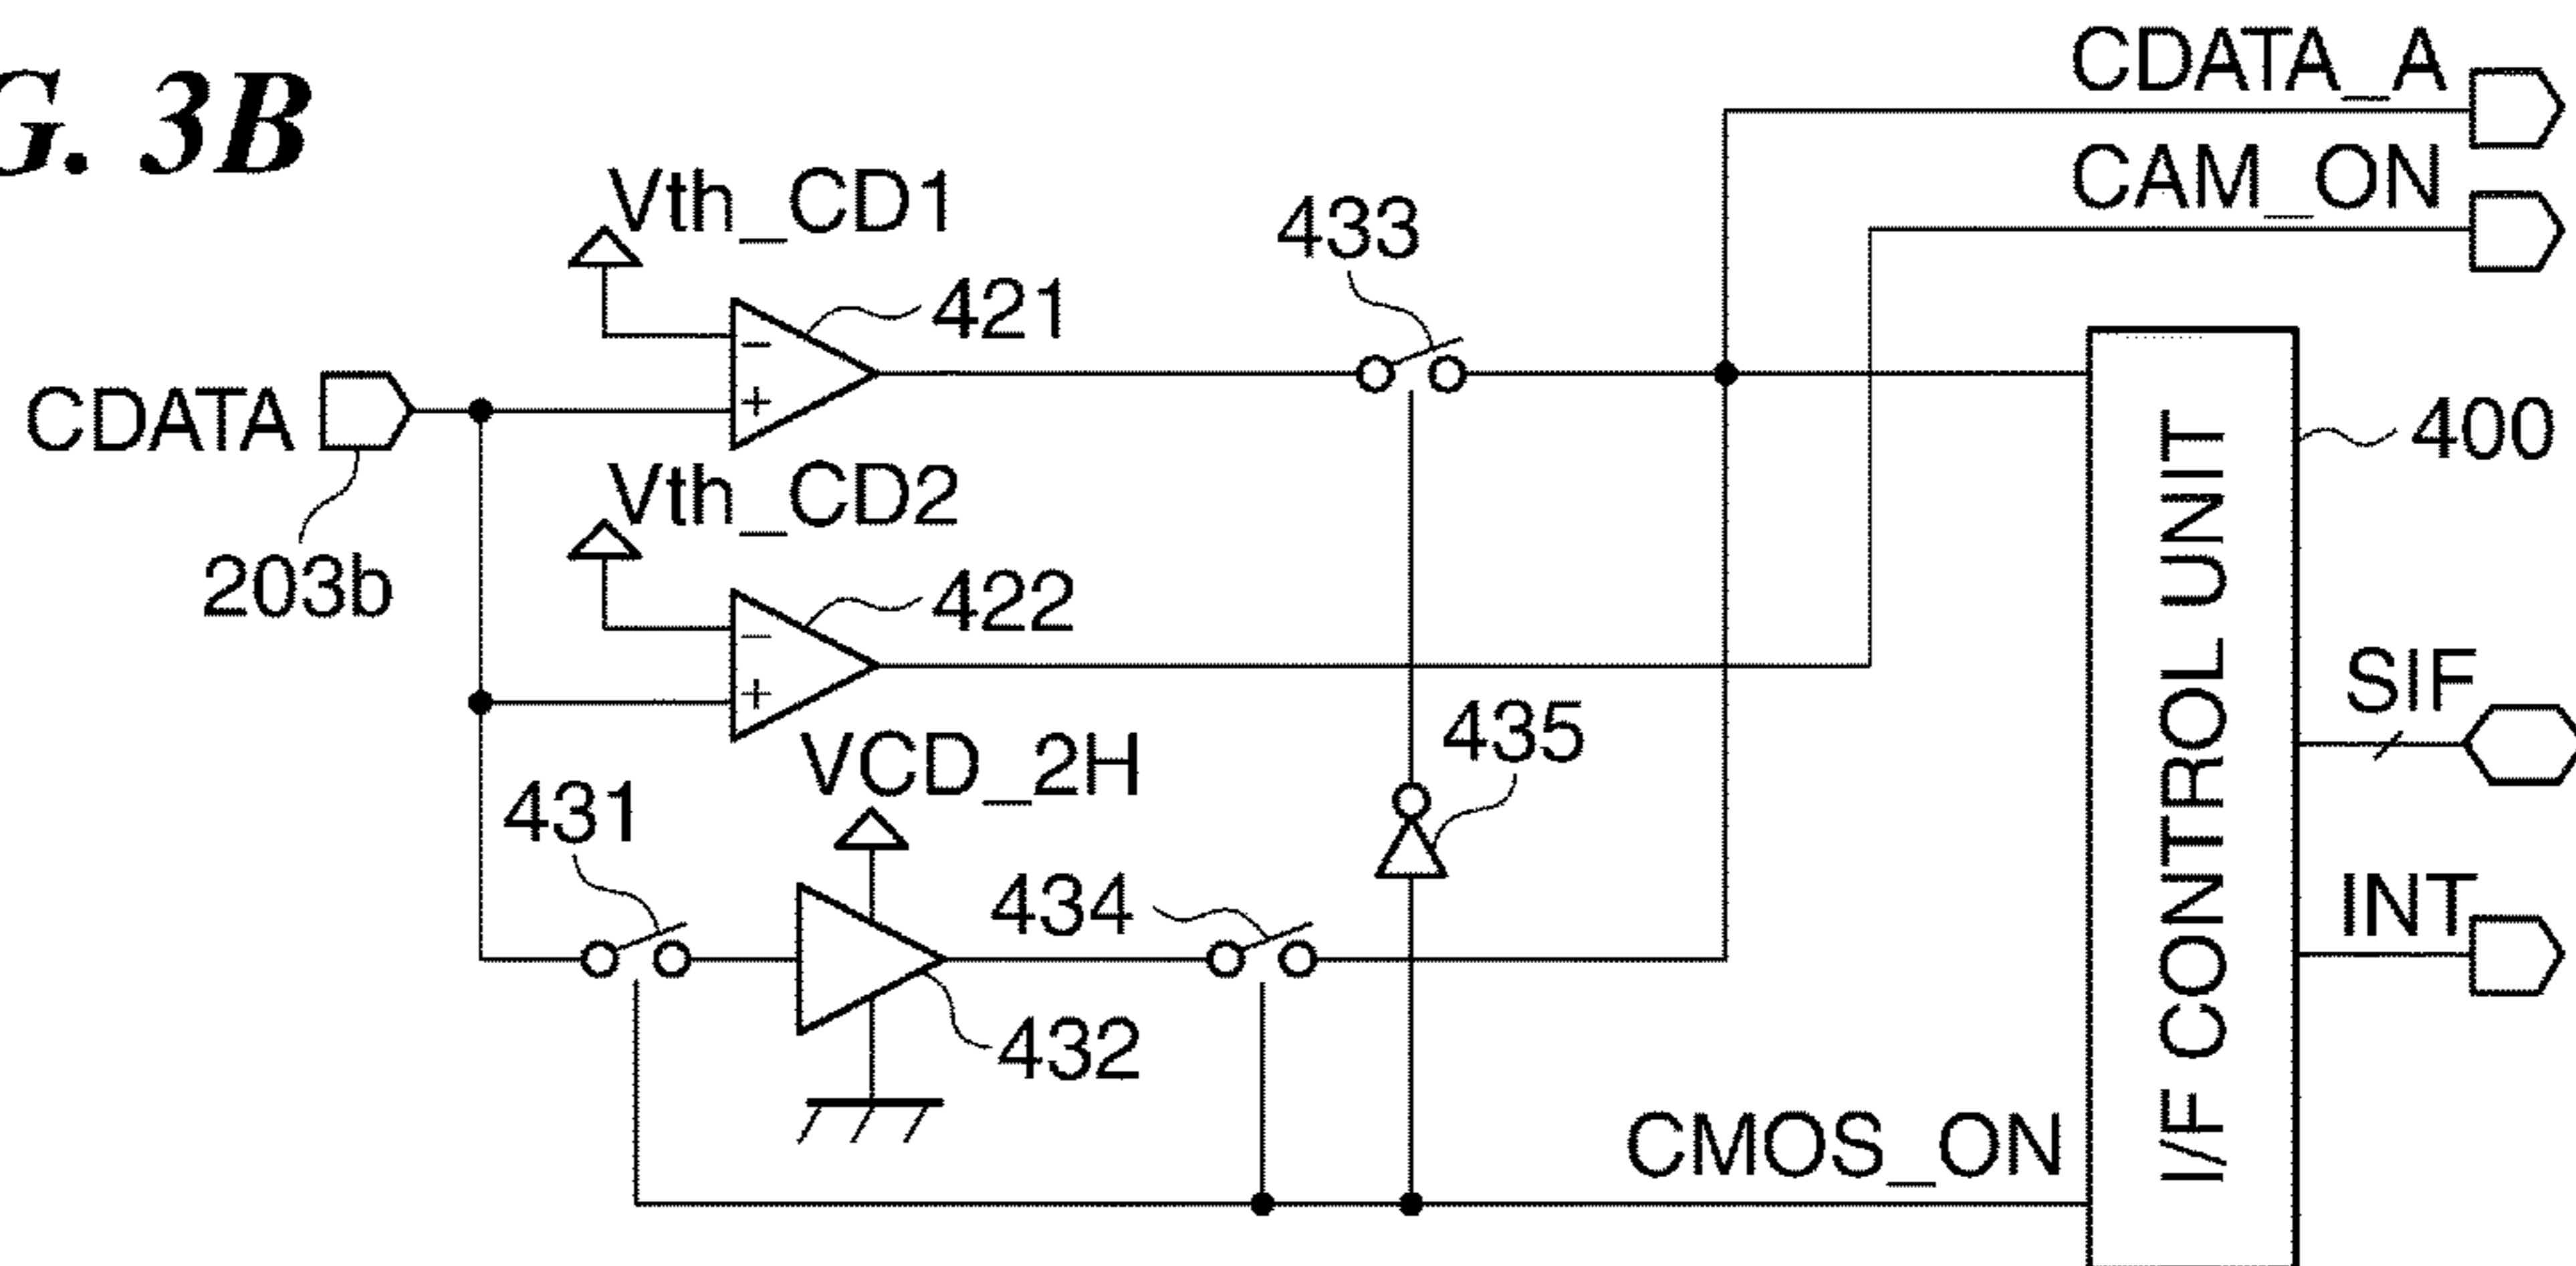 G. 3B
CDATA_A
CAM_ON
Vth_CD1
433
421
CDATA
400
Vth_CD2
203b
422
SIF
435
VCD_2H
431
434
INT
432
CMOS_ON
I/F CONTROL UNIT